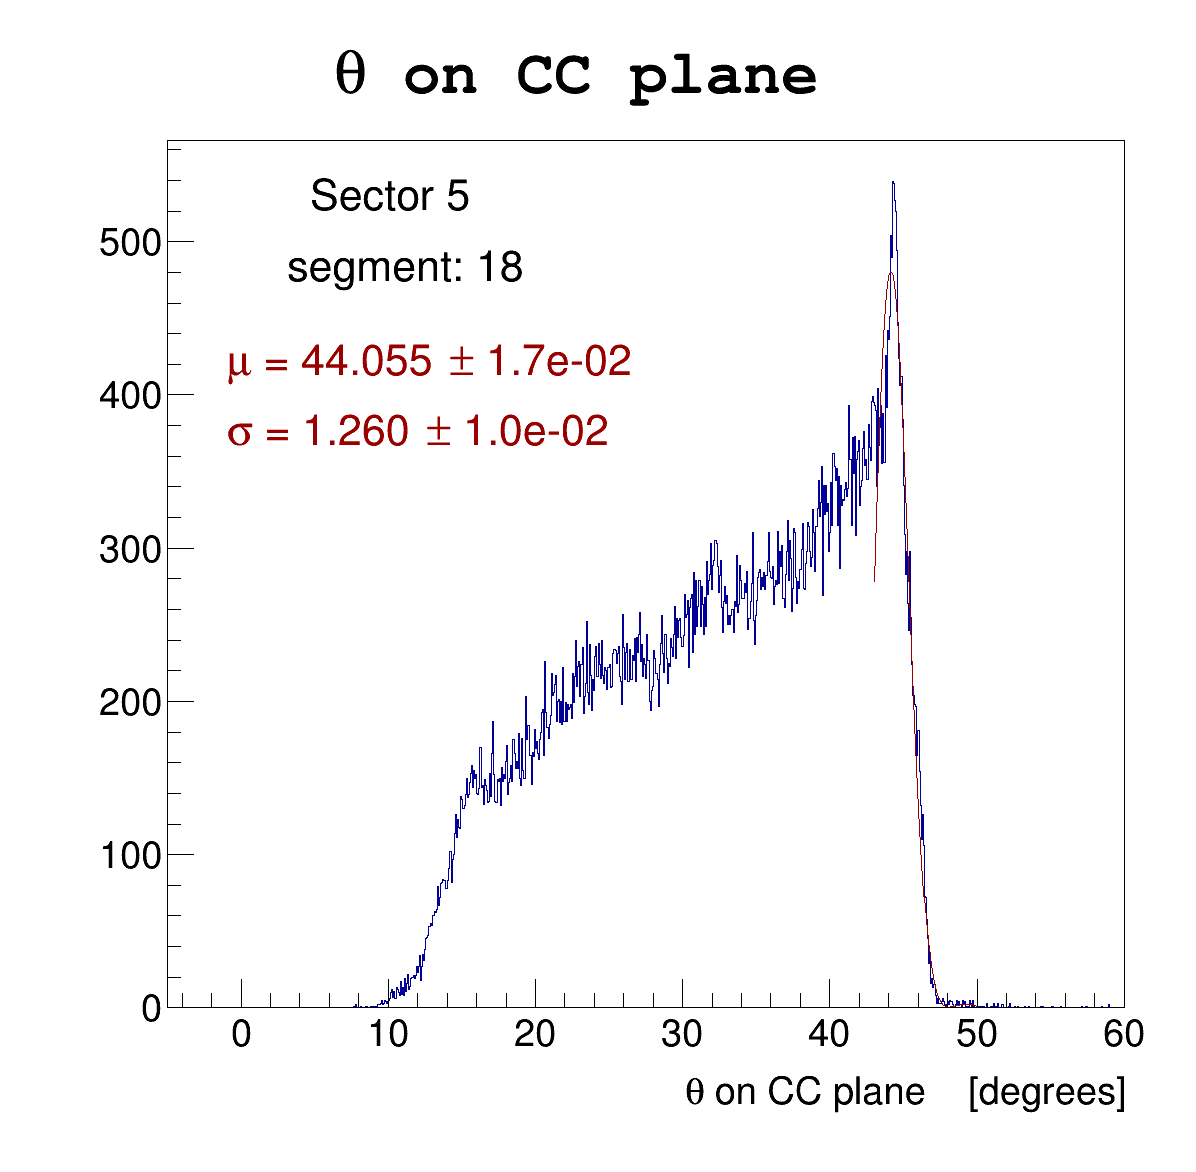 θ on CC plane
Sector 5
segment: 18
μ = 44.055 ± 1.7e-02
σ = 1.260 ± 1.0e-02
500
400
300
200
100
0
0 10 20 30 40 50 60
θ on CC plane [degrees]